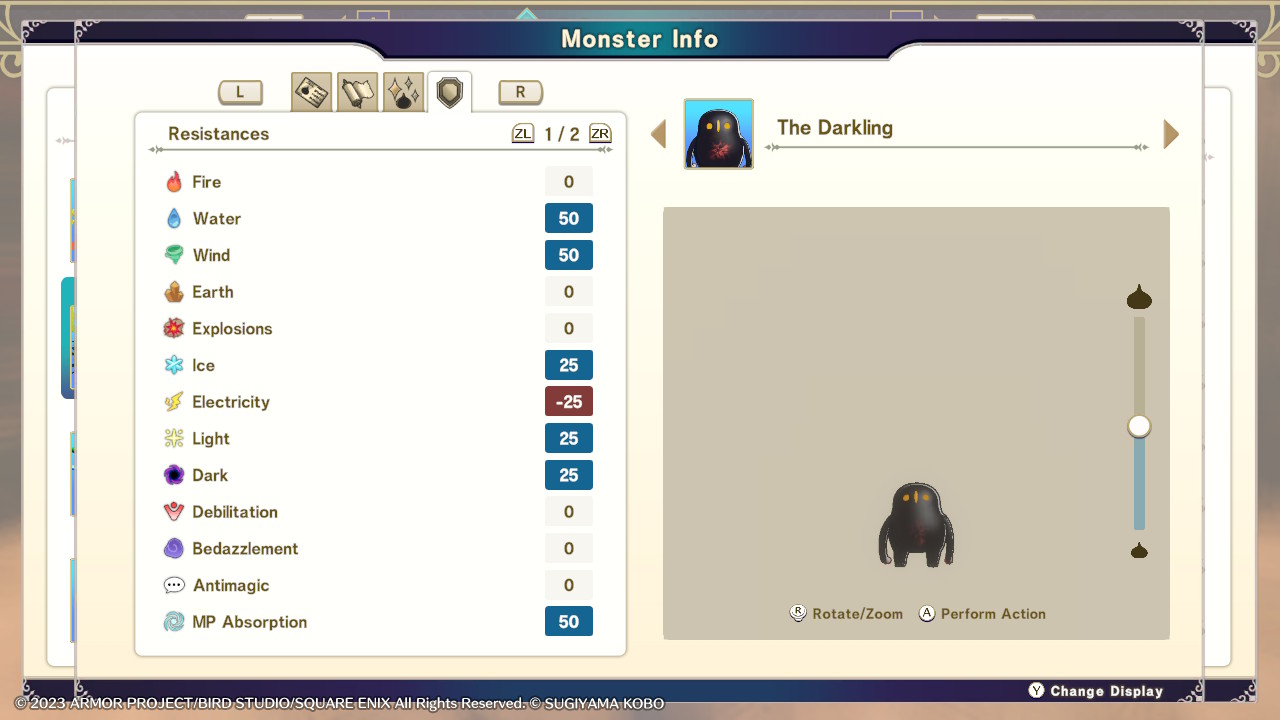 Monster Info
L
R
Resistances
ZL 1 / 2 ZR
Fire 0
Water 50
Wind 50
Earth 0
Explosions 0
Ice 25
Electricity -25
Light 25
Dark 25
Debilitation 0
Bedazzlement 0
Antimagic 0
MP Absorption 50
The Darkling
R Rotate/Zoom A Perform Action
Y Change Display
© 2023 ARMOR PROJECT/BIRD STUDIO/SQUARE ENIX All Rights Reserved. © SUGIYAMA KOBO